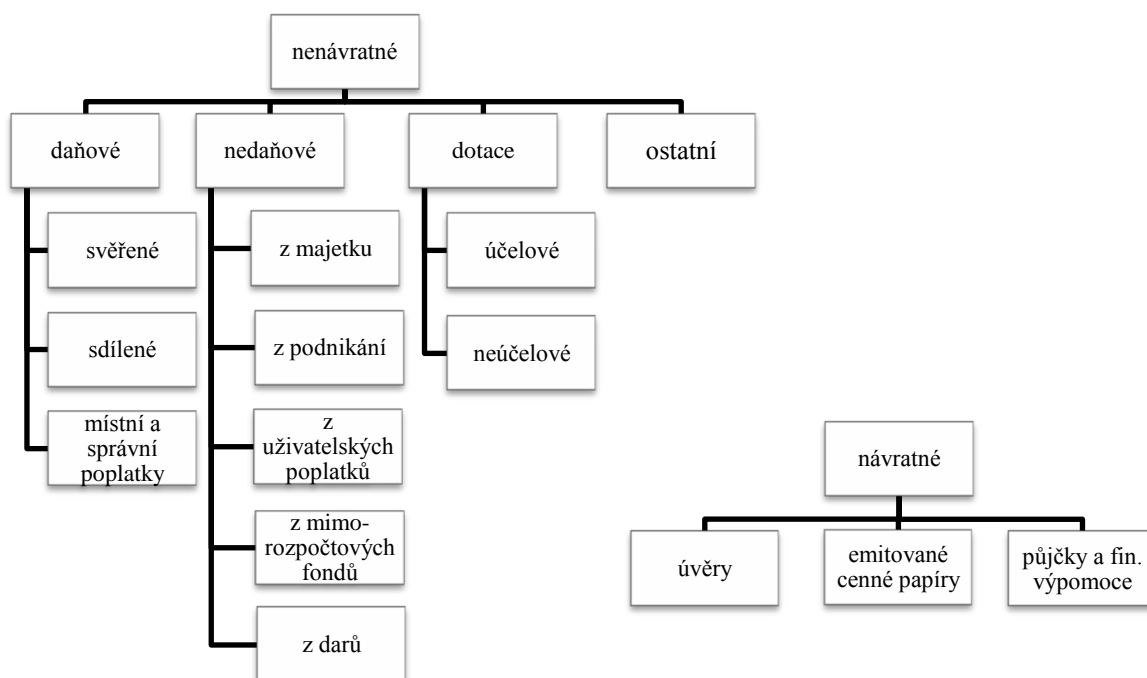 nenávratné
daňové
nedaňové
dotace
ostatní
svěřené
sdílené
místní a
správní
poplatky
z majetku
z podnikání
z
uživatelských
poplatků
z mimo-
rozpočtových
fondů
z darů
účelové
neúčelové
návratné
úvěry
emitované
cenné papíry
půjčky a fin.
výpomoce